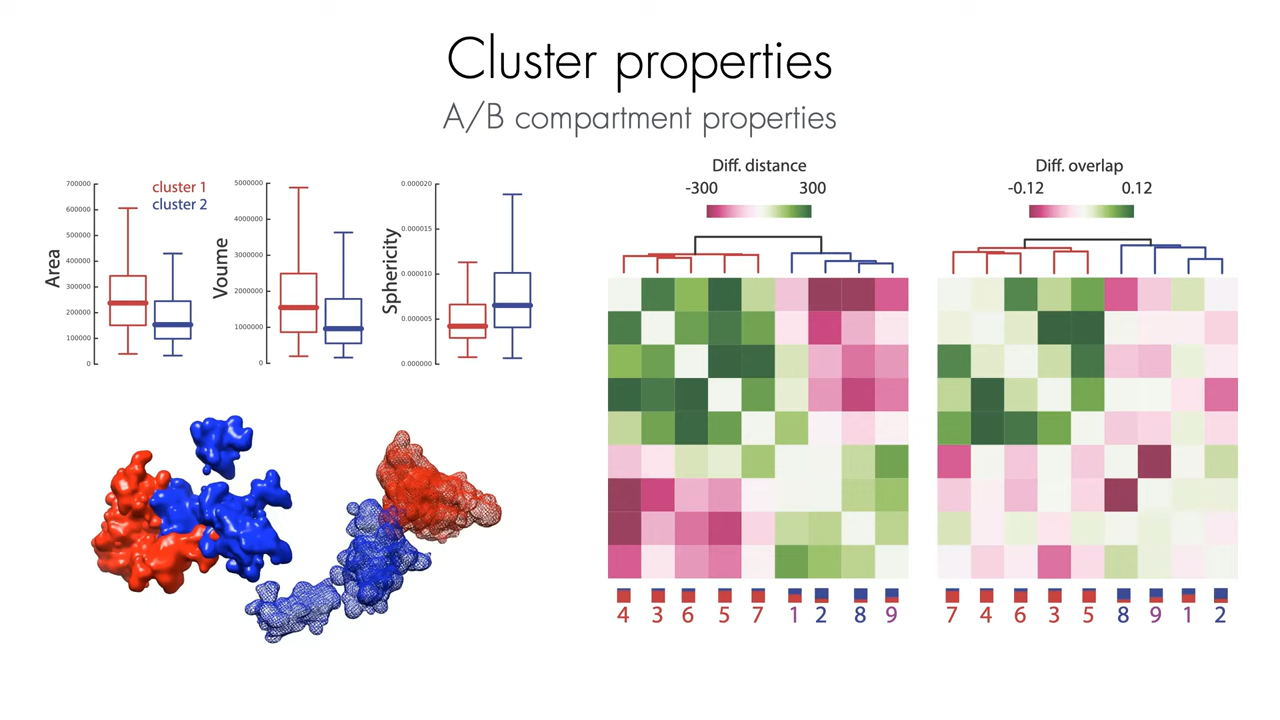 Cluster properties
A/B compartment properties
cluster 1
cluster 2
Area
700000
600000
500000
400000
300000
200000
100000
0
Voume
5000000
4000000
3000000
2000000
1000000
0
Sphericity
0.000020
0.000015
0.000010
0.000005
0.000000
Diff. distance
-300 300
4 3 6 5 7 1 2 8 9
Diff. overlap
-0.12 0.12
7 4 6 3 5 8 9 1 2